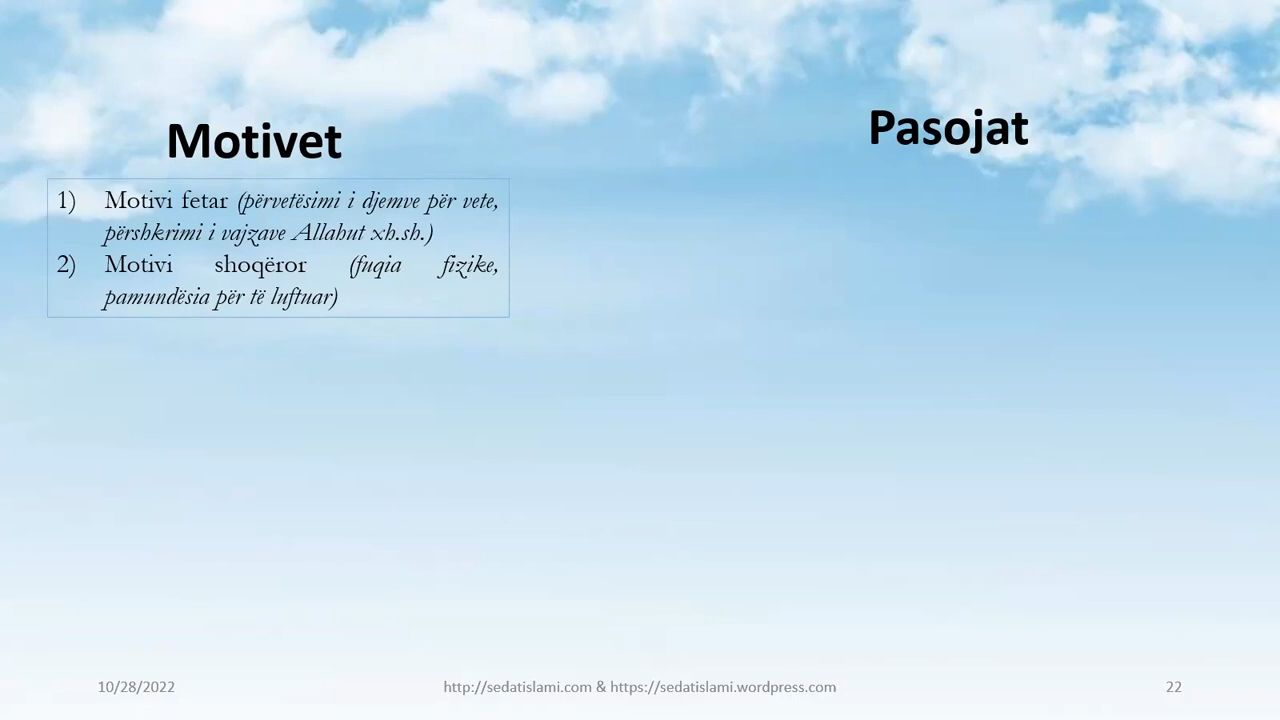 Motivet
Pasojat
1) Motivi fetar (përvetësimi i djemve për vete,
përshkrimi i vajzave Allahut xh.sh.)
2) Motivi shoqëror (fuqia fizike,
pamundësia për të luftuar)
10/28/2022
http://sedatislami.com & https://sedatislami.wordpress.com
22